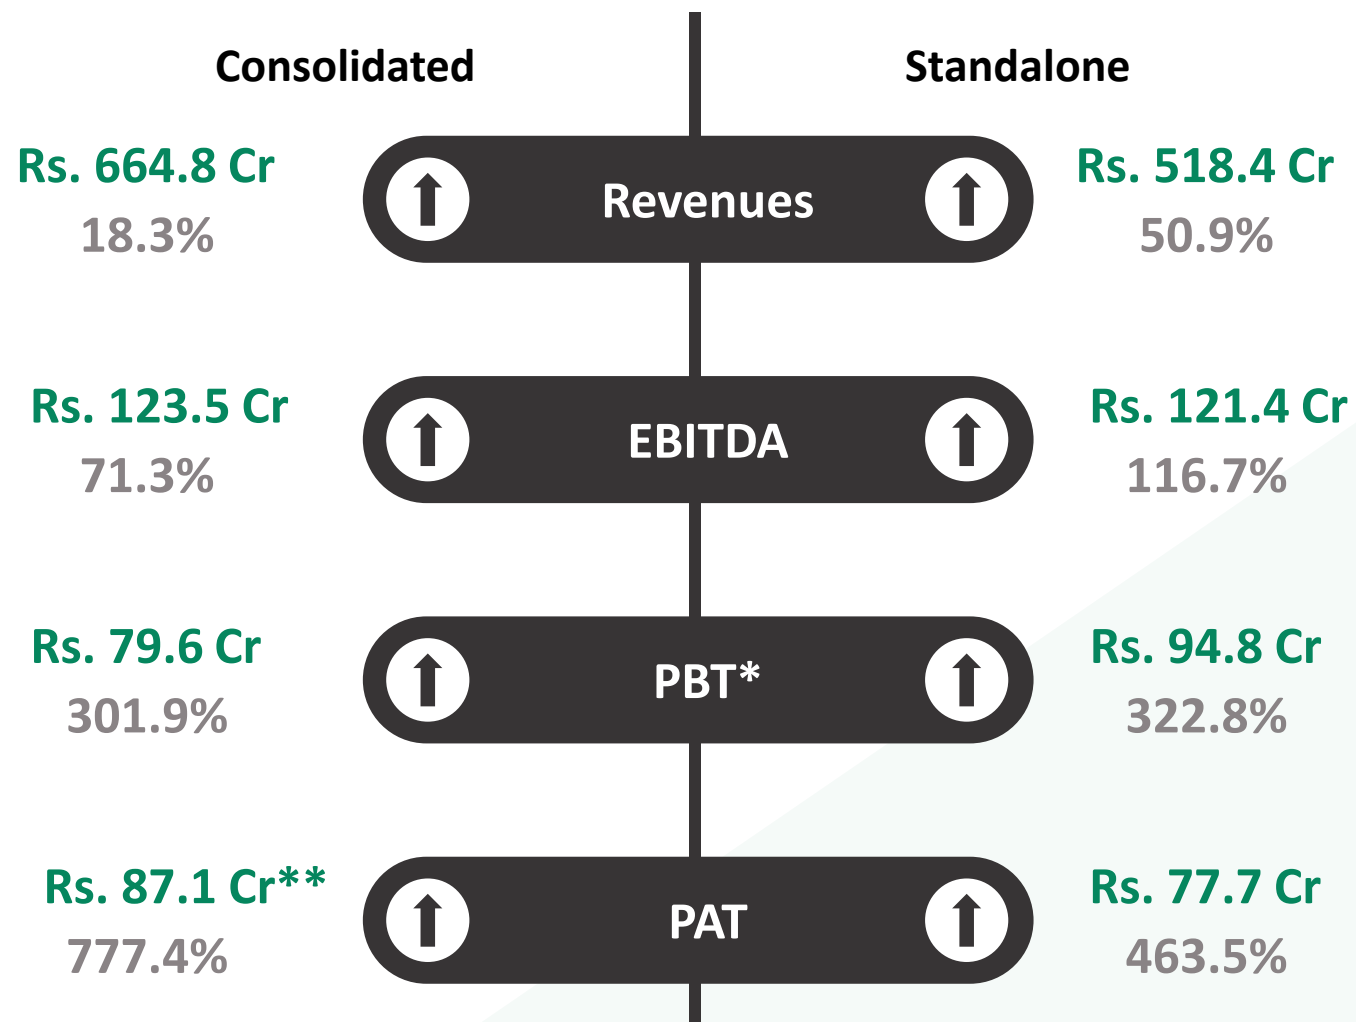 Consolidated
Standalone
Rs. 664.8 Cr
18.3%
Revenues
Rs. 518.4 Cr
50.9%
Rs. 123.5 Cr
71.3%
EBITDA
Rs. 121.4 Cr
116.7%
Rs. 79.6 Cr
301.9%
PBT*
Rs. 94.8 Cr
322.8%
Rs. 87.1 Cr**
777.4%
PAT
Rs. 77.7 Cr
463.5%